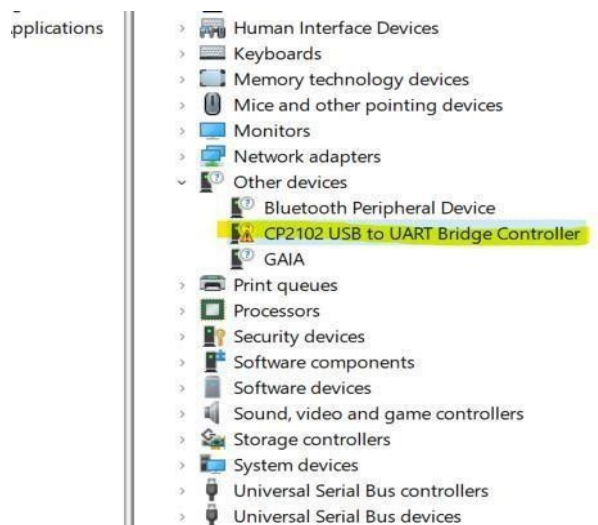 pplications
Human Interface Devices
Keyboards
Memory technology devices
Mice and other pointing devices
Monitors
Network adapters
Other devices
Bluetooth Peripheral Device
CP2102 USB to UART Bridge Controller
GAIA
Print queues
Processors
Security devices
Software components
Software devices
Sound, video and game controllers
Storage controllers
System devices
Universal Serial Bus controllers
Universal Serial Bus devices